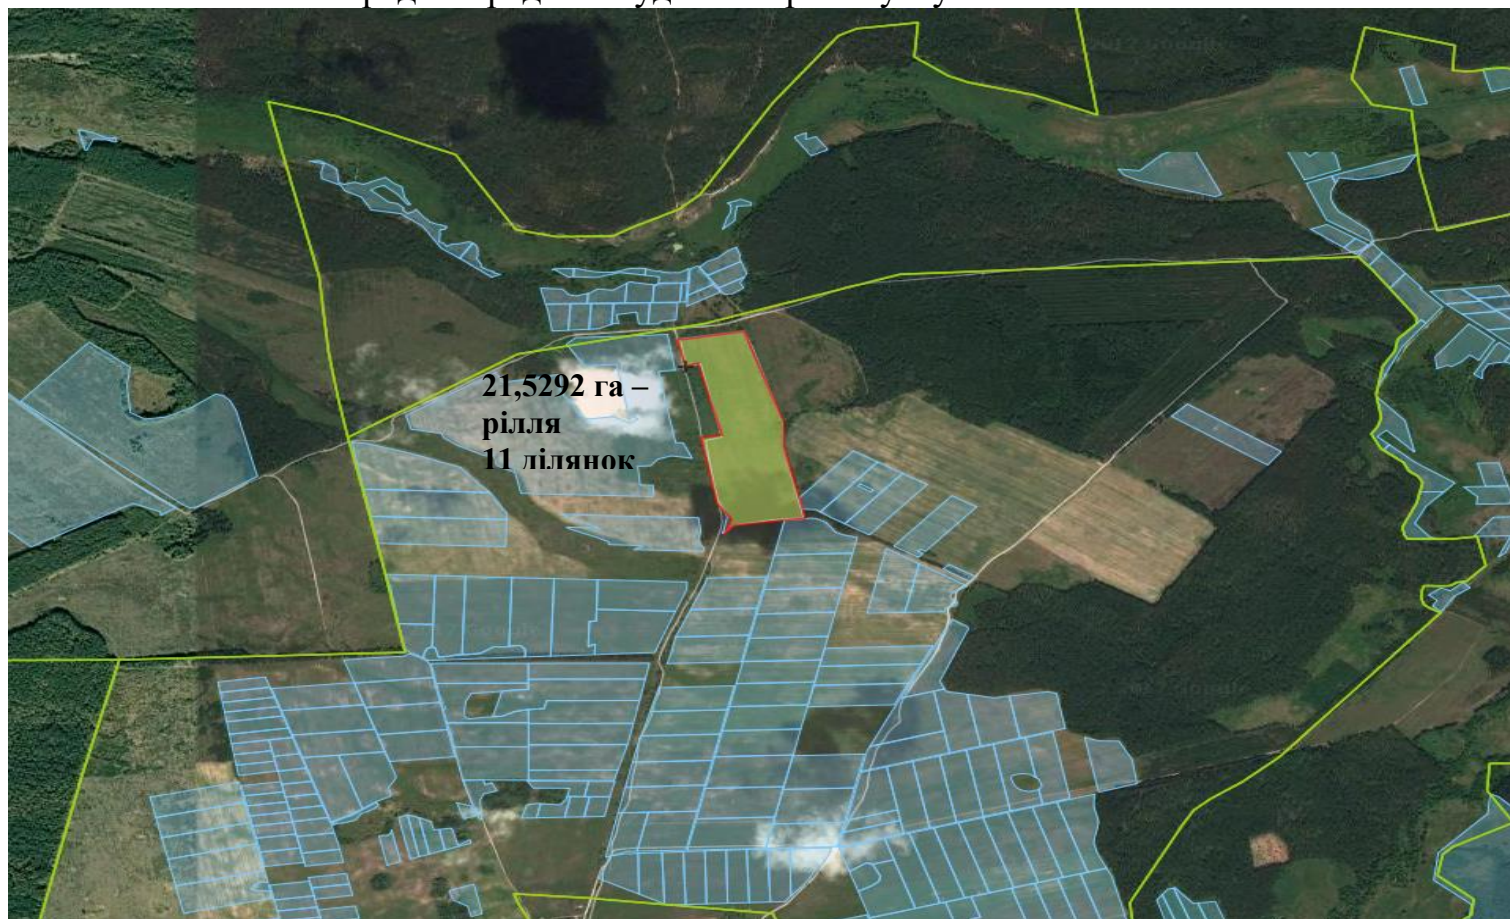 21,5292 га –
рілля
11 ділянок